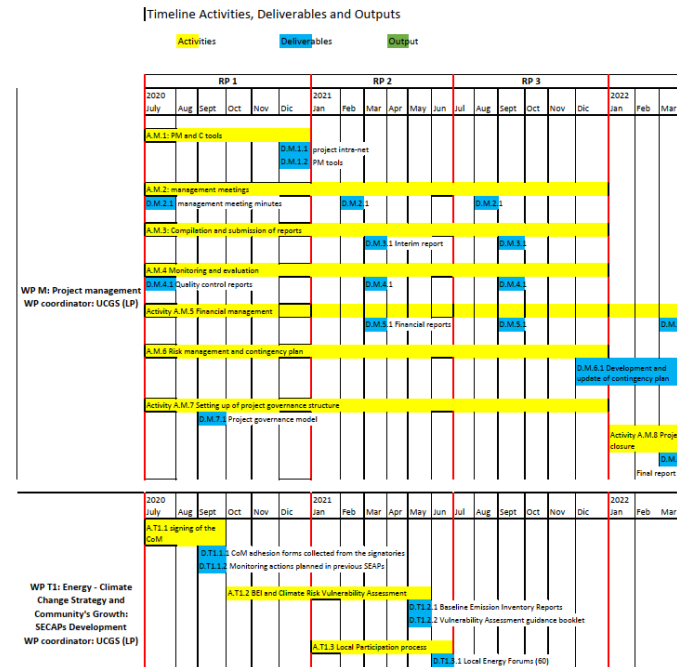 Timeline Activities, Deliverables and Outputs
Activities Deliverables Output
RP 1 RP 2 RP 3
2020 2021 2022
July Aug Sept Oct Nov Dic Jan Feb Mar Apr May Jun Jul Aug Sept Oct Nov Dic Jan Feb Mar
A.M.1: PM and C tools
D.M.1.1 project intra-net
D.M.1.2 PM tools
A.M.2: management meetings
D.M.2.1 management meeting minutes D.M.2.1 D.M.2.1
A.M.3: Compilation and submission of reports
D.M.3.1 Interim report D.M.3.1
A.M.4 Monitoring and evaluation
D.M.4.1 Quality control reports D.M.4.1 D.M.4.1
WP M: Project management
WP coordinator: UCGS (LP)
Activity A.M.5 Financial management
D.M.5.1 Financial reports D.M.5.1 D.M.
A.M.6 Risk management and contingency plan
D.M.6.1 Development and
update of contingency plan
Activity A.M.7 Setting up of project governance structure
D.M.7.1 Project governance model
Activity A.M.8 Proje
closure
D.M.
Final report
2020 2021 2022
July Aug Sept Oct Nov Dic Jan Feb Mar Apr May Jun Jul Aug Sept Oct Nov Dic Jan Feb Mar
A.T1.1 signing of the
CoM
D.T1.1.1 CoM adhesion forms collected from the signatories
D.T1.1.2 Monitoring actions planned in previous SEAPs
WP T1: Energy - Climate
Change Strategy and
Community's Growth:
SECAPs Development
WP coordinator: UCGS (LP)
A.T1.2 BEI and Climate Risk Vulnerability Assessment
D.T1.2.1 Baseline Emission Inventory Reports
D.T1.2.2 Vulnerability Assessment guidance booklet
A.T1.3 Local Participation process
D.T1.3.1 Local Energy Forums (60)